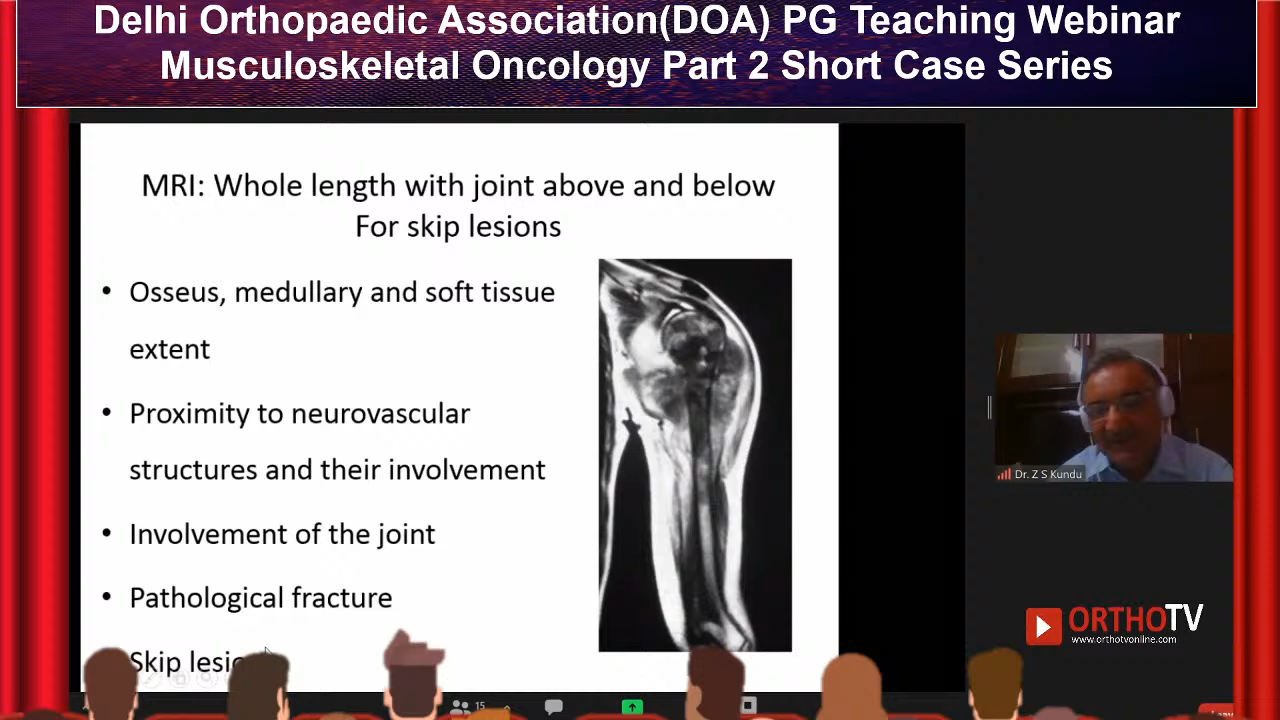 Delhi Orthopaedic Association(DOA) PG Teaching Webinar
Musculoskeletal Oncology Part 2 Short Case Series
MRI: Whole length with joint above and below
For skip lesions
• Osseus, medullary and soft tissue
extent
• Proximity to neurovascular
structures and their involvement
• Involvement of the joint
• Pathological fracture
Skip
Dr. Z S Kundu
ORTHOTV
www.orthotvonline.com
15